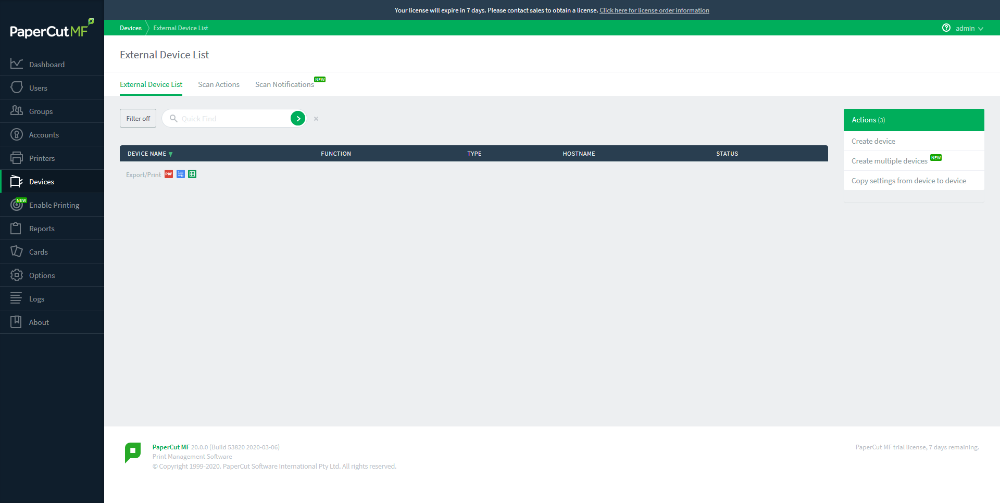 Your license will expire in 7 days. Please contact sales to obtain a license. Click here for license order information
PaperCutMF
Devices External Device List
admin
External Device List
External Device List Scan Actions Scan Notifications NEW
Dashboard
Users
Groups
Accounts
Printers
Devices
NEW
Enable Printing
Reports
Cards
Options
Logs
About
Filter off
Quick Find
DEVICE NAME FUNCTION TYPE HOSTNAME STATUS
Export/Print PDF
Actions (3)
Create device
Create multiple devices NEW
Copy settings from device to device
PaperCut MF 20.0.0 (Build 53820 2020-03-06)
Print Management Software
© Copyright 1999-2020. PaperCut Software International Pty Ltd. All rights reserved.
PaperCut MF trial license, 7 days remaining.